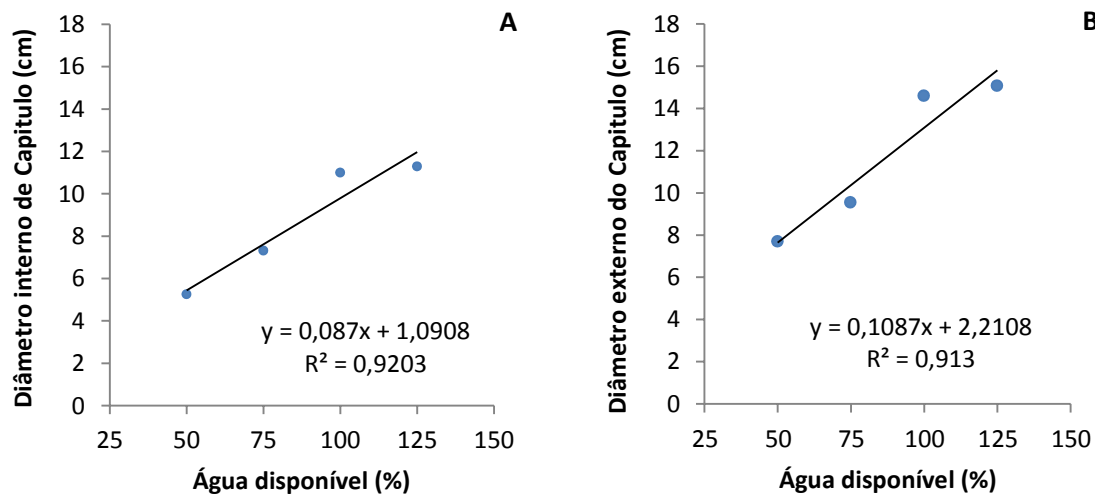 A
Diâmetro interno de Capitulo (cm)
18
16
14
12
10
8
6
4
2
0
y = 0,087x + 1,0908
R² = 0,9203
25 50 75 100 125 150
Água disponível (%)
B
Diâmetro externo do Capitulo (cm)
18
16
14
12
10
8
6
4
2
0
y = 0,1087x + 2,2108
R² = 0,913
25 50 75 100 125 150
Água disponível (%)